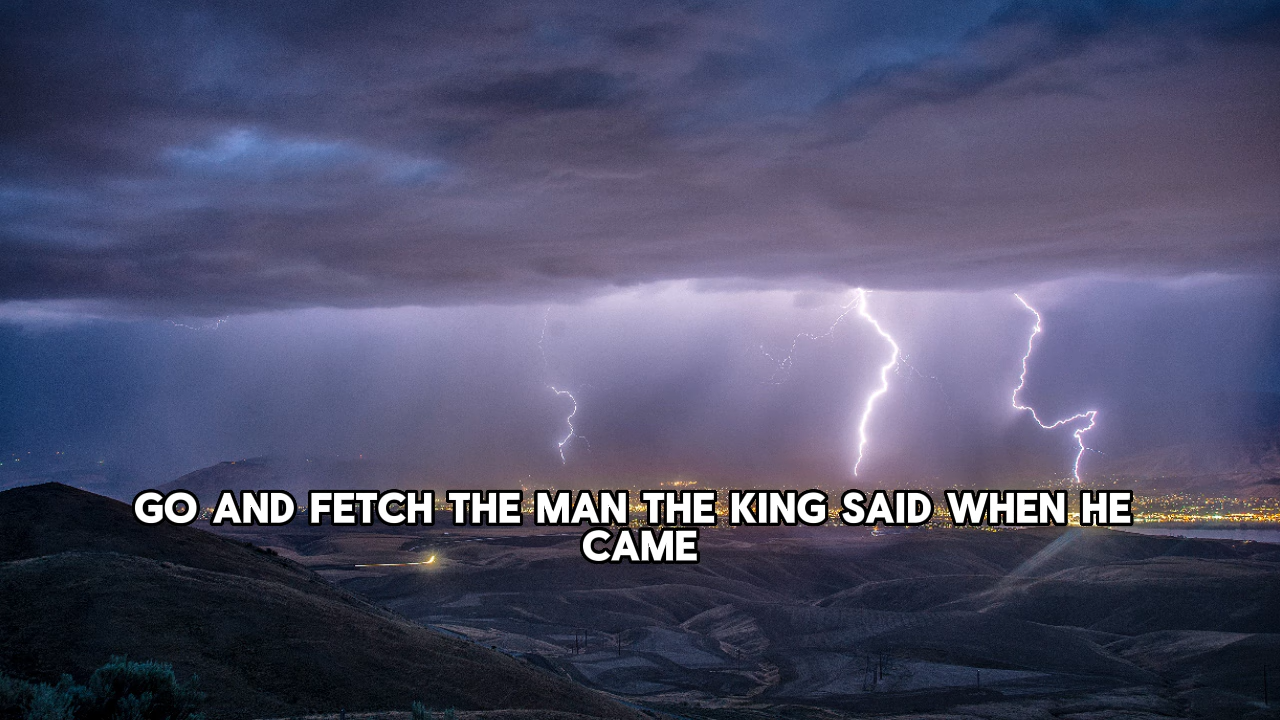 GO AND FETCH THE MAN THE KING SAID WHEN HE
CAME